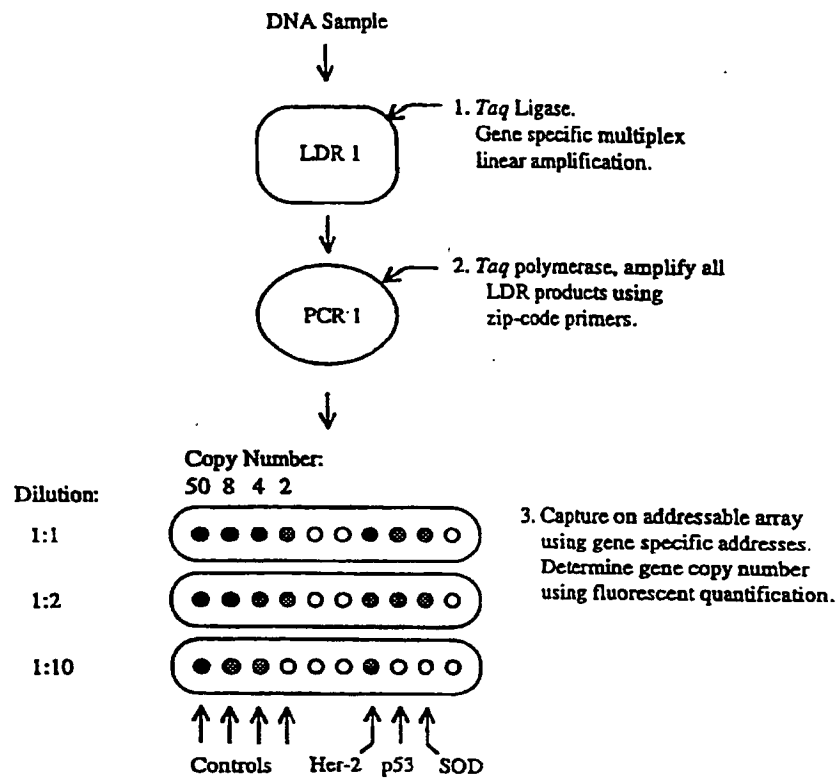 DNA Sample
1. Taq Ligase.
Gene specific multiplex
linear amplification.
LDR 1
2. Taq polymerase, amplify all
LDR products using
zip-code primers.
PCR 1
Copy Number:
50 8 4 2
Dilution:
1:1
1:2
1:10
3. Capture on addressable array
using gene specific addresses.
Determine gene copy number
using fluorescent quantification.
Controls Her-2 p53 SOD